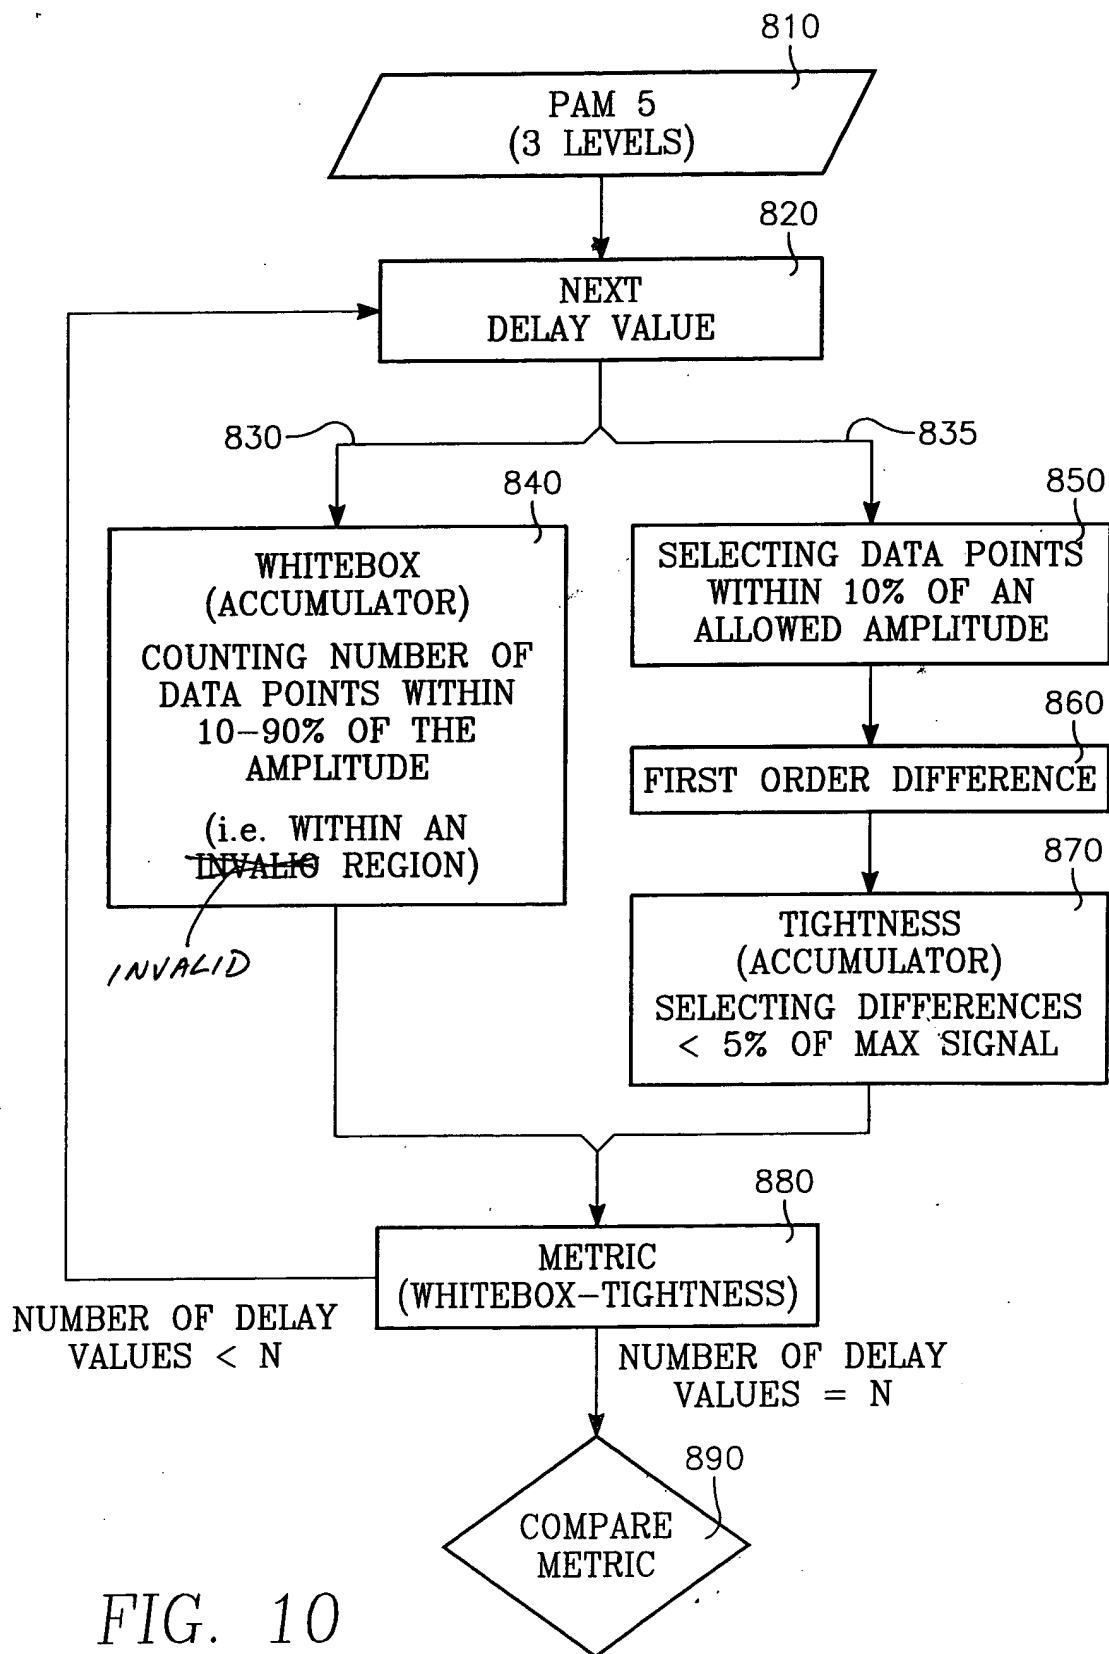 810
PAM 5
(3 LEVELS)
820
NEXT
DELAY VALUE
830
835
840
WHITEBOX
(ACCUMULATOR)
COUNTING NUMBER OF
DATA POINTS WITHIN
10-90% OF THE
AMPLITUDE
(i.e. WITHIN AN
INVALIO REGION)
INVALID
850
SELECTING DATA POINTS
WITHIN 10% OF AN
ALLOWED AMPLITUDE
860
FIRST ORDER DIFFERENCE
870
TIGHTNESS
(ACCUMULATOR)
SELECTING DIFFERENCES
< 5% OF MAX SIGNAL
880
METRIC
(WHITEBOX-TIGHTNESS)
NUMBER OF DELAY
VALUES < N
NUMBER OF DELAY
VALUES = N
890
COMPARE
METRIC
FIG. 10